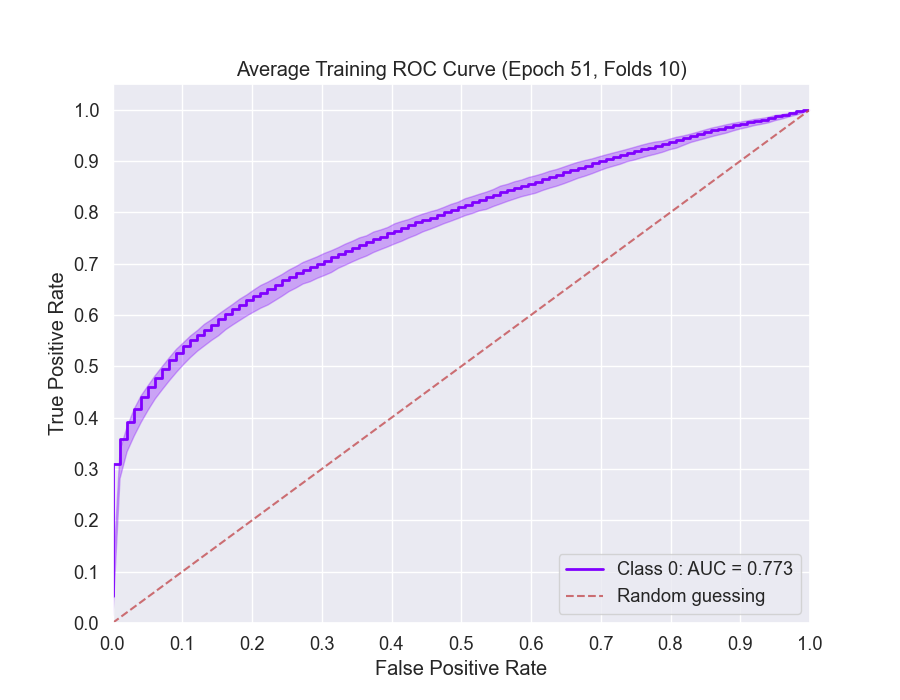 Average Training ROC Curve (Epoch 51, Folds 10)
True Positive Rate
1.0
0.9
0.8
0.7
0.6
0.5
0.4
0.3
0.2
0.1
0.0
Class 0: AUC = 0.773
Random guessing
0.0 0.1 0.2 0.3 0.4 0.5 0.6 0.7 0.8 0.9 1.0
False Positive Rate